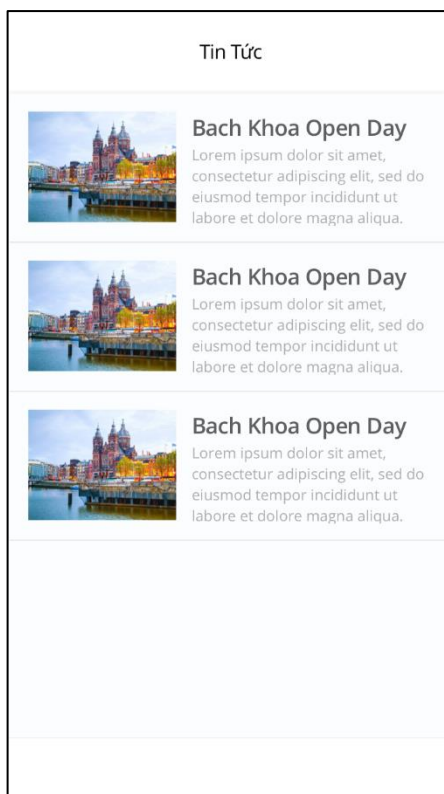 Tin Tức
Bach Khoa Open Day
Lorem ipsum dolor sit amet,
consectetur adipiscing elit, sed do
eiusmod tempor incididunt ut
labore et dolore magna aliqua.
Bach Khoa Open Day
Lorem ipsum dolor sit amet,
consectetur adipiscing elit, sed do
eiusmod tempor incididunt ut
labore et dolore magna aliqua.
Bach Khoa Open Day
Lorem ipsum dolor sit amet,
consectetur adipiscing elit, sed do
eiusmod tempor incididunt ut
labore et dolore magna aliqua.